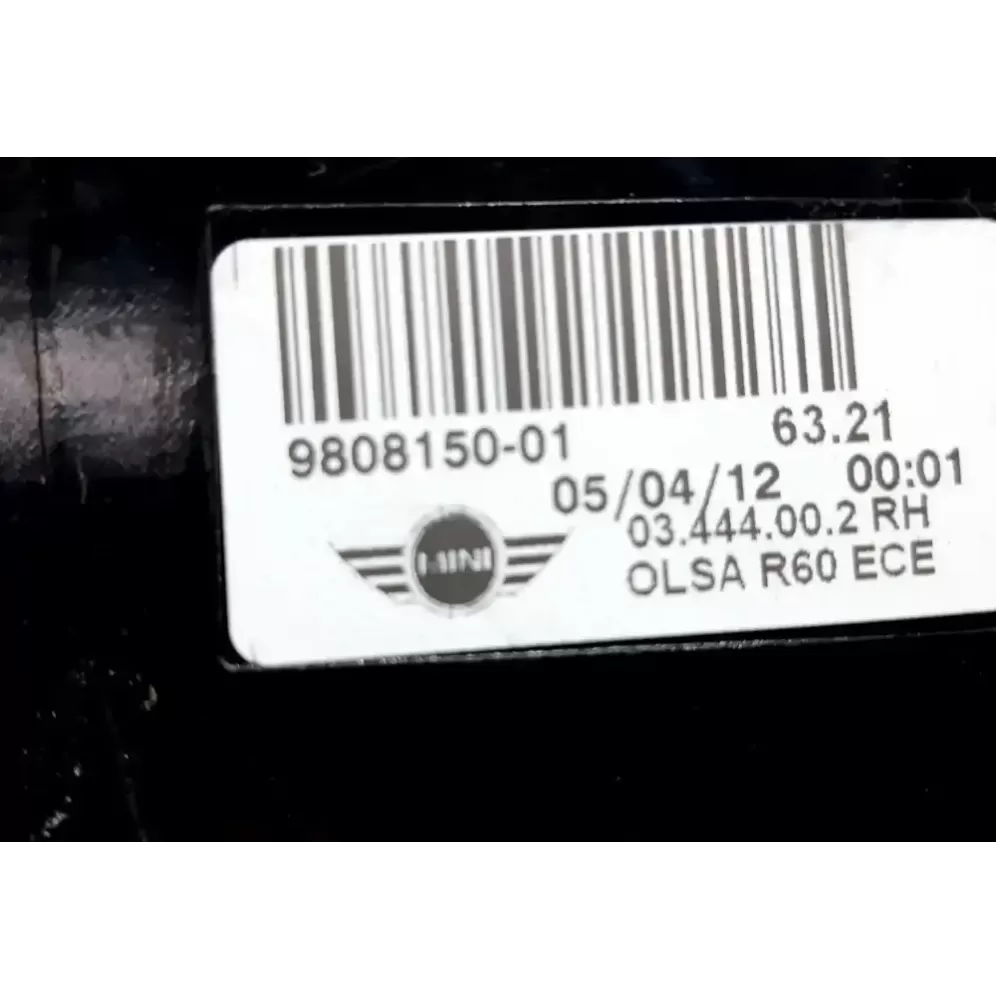 9808150-01 63.21
05/04/12 00:01
03.444.00.2 RH
OLSA R60 ECE
MINI